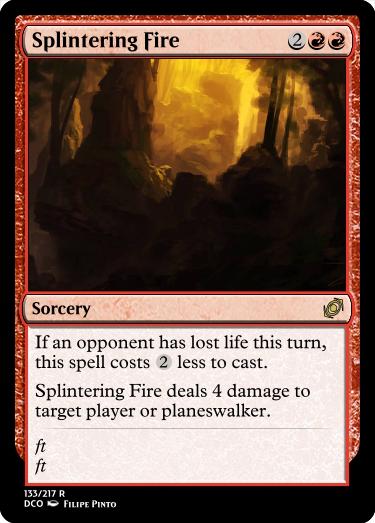 Splintering Fire 2
Sorcery
If an opponent has lost life this turn,
this spell costs 2 less to cast.
Splintering Fire deals 4 damage to
target player or planeswalker.
ft
ft
133/217 R
DCO Filipe Pinto